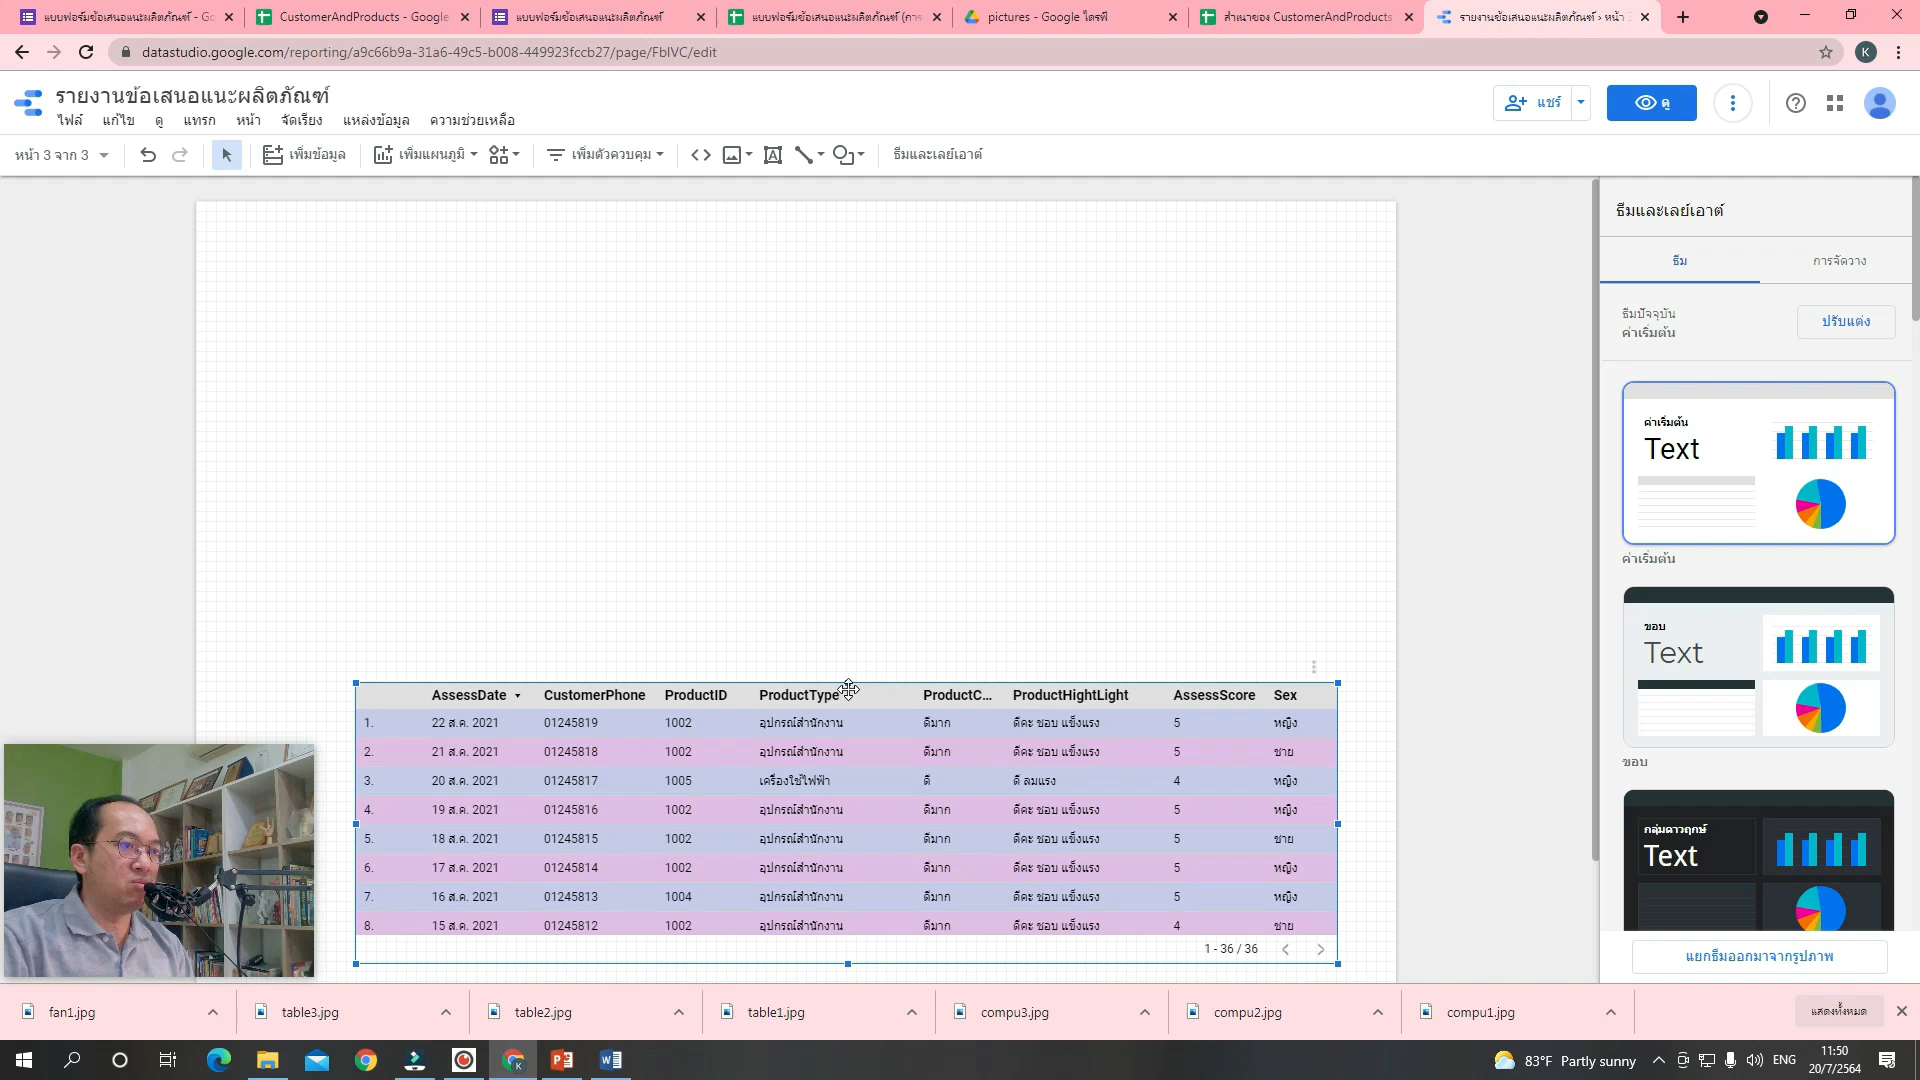 แบบฟอร์มข้อเสนอแนะผลิตภัณฑ์ - Go
CustomerAndProducts - Google
แบบฟอร์มข้อเสนอแนะผลิตภัณฑ์
แบบฟอร์มข้อเสนอแนะผลิตภัณฑ์ (กา
pictures - Google ไดรฟ์
สำเนาของ CustomerAndProducts
รายงานข้อเสนอแนะผลิตภัณฑ์ › หน้า 3
datastudio.google.com/reporting/a9c66b9a-31a6-49c5-b008-449923fccb27/page/FbIVC/edit
K
รายงานข้อเสนอแนะผลิตภัณฑ์
ไฟล์ แก้ไข ดู แทรก หน้า จัดเรียง แหล่งข้อมูล ความช่วยเหลือ
แชร์
ดู
หน้า 3 จาก 3
เพิ่มข้อมูล
เพิ่มแผนภูมิ
เพิ่มตัวควบคุม
ธีมและเลย์เอาต์
ธีมและเลย์เอาต์
ธีม การจัดวาง
ธีมปัจจุบัน
ค่าเริ่มต้น
ปรับแต่ง
ค่าเริ่มต้น
Text
ค่าเริ่มต้น
ขอบ
Text
ขอบ
กลุ่มดาวฤกษ์
Text
แยกธีมออกมาจากรูปภาพ
AssessDate CustomerPhone ProductID ProductType ProductC... ProductHightLight AssessScore Sex
1. 22 ส.ค. 2021 01245819 1002 อุปกรณ์สำนักงาน ดีมาก ดีคะ ชอบ แข็งแรง 5 หญิง
2. 21 ส.ค. 2021 01245818 1002 อุปกรณ์สำนักงาน ดีมาก ดีคะ ชอบ แข็งแรง 5 ชาย
3. 20 ส.ค. 2021 01245817 1005 เครื่องใช้ไฟฟ้า ดี ดี ลมแรง 4 หญิง
4. 19 ส.ค. 2021 01245816 1002 อุปกรณ์สำนักงาน ดีมาก ดีคะ ชอบ แข็งแรง 5 หญิง
5. 18 ส.ค. 2021 01245815 1002 อุปกรณ์สำนักงาน ดีมาก ดีคะ ชอบ แข็งแรง 5 ชาย
6. 17 ส.ค. 2021 01245814 1002 อุปกรณ์สำนักงาน ดีมาก ดีคะ ชอบ แข็งแรง 5 หญิง
7. 16 ส.ค. 2021 01245813 1004 อุปกรณ์สำนักงาน ดีมาก ดีคะ ชอบ แข็งแรง 5 หญิง
8. 15 ส.ค. 2021 01245812 1002 อุปกรณ์สำนักงาน ดีมาก ดีคะ ชอบ แข็งแรง 4 ชาย
1 - 36 / 36
fan1.jpg
table3.jpg
table2.jpg
table1.jpg
compu3.jpg
compu2.jpg
compu1.jpg
แสดงทั้งหมด
83°F Partly sunny
ENG
11:50
20/7/2564